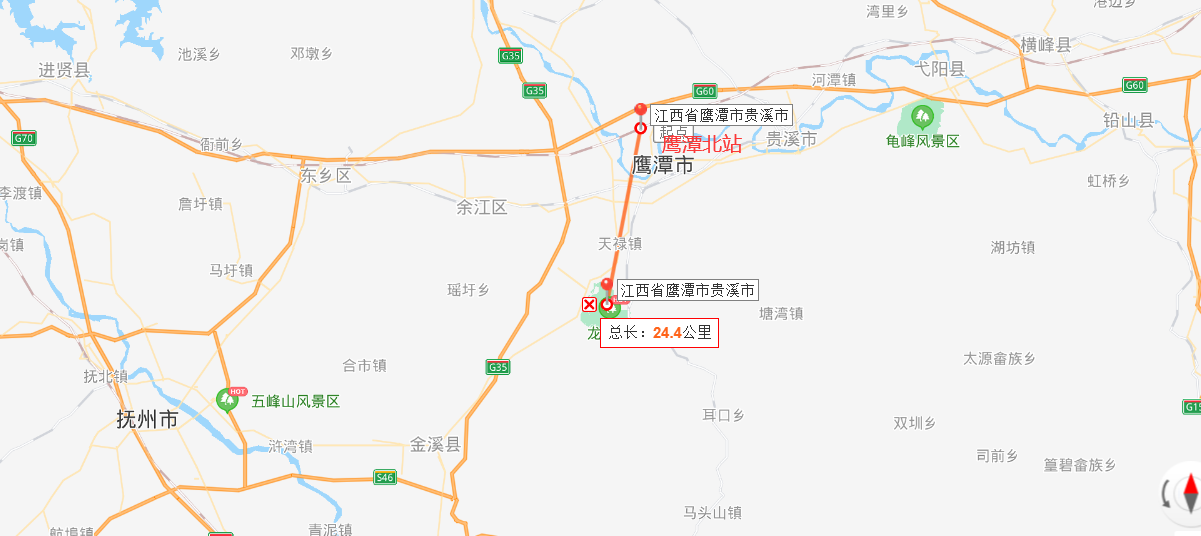 湾里乡
港边乡
池溪乡
邓墩乡
G35
横峰县
进贤县
弋阳县
河潭镇
G35
G60
G60
江西省鹰潭市贵溪市
起点
鹰潭北站
铅山县
G70
衙前乡
贵溪市
龟峰风景区
鹰潭市
东乡区
虹桥乡
李渡镇
詹圩镇
余江区
岗镇
天禄镇
湖坊镇
马圩镇
瑶圩乡
江西省鹰潭市贵溪市
塘湾镇
龙
总长：24.4公里
太源畲族乡
合市镇
G35
抚北镇
HOT
五峰山风景区
G15
抚州市
耳口乡
双圳乡
浒湾镇
金溪县
司前乡
篁碧畲族乡
S46
马头山镇
青泥镇
航埠镇